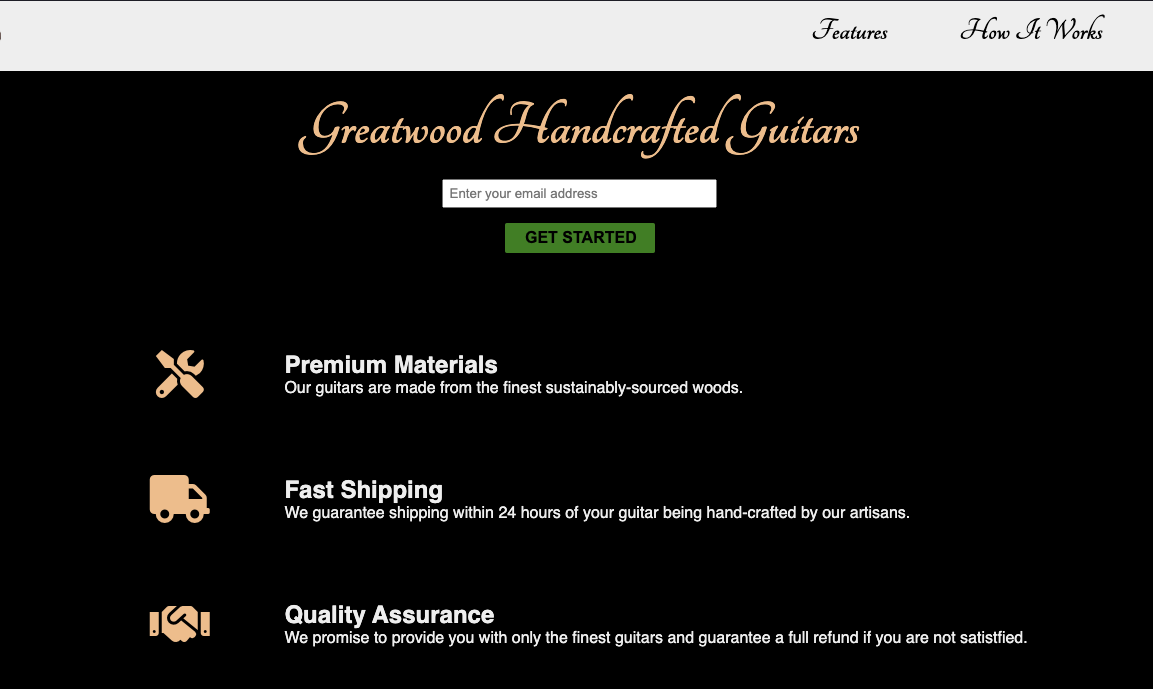 Features
How It Works
Greatwood Handcrafted Guitars
Enter your email address
GET STARTED
Premium Materials
Our guitars are made from the finest sustainably-sourced woods.
Fast Shipping
We guarantee shipping within 24 hours of your guitar being hand-crafted by our artisans.
Quality Assurance
We promise to provide you with only the finest guitars and guarantee a full refund if you are not satistfied.